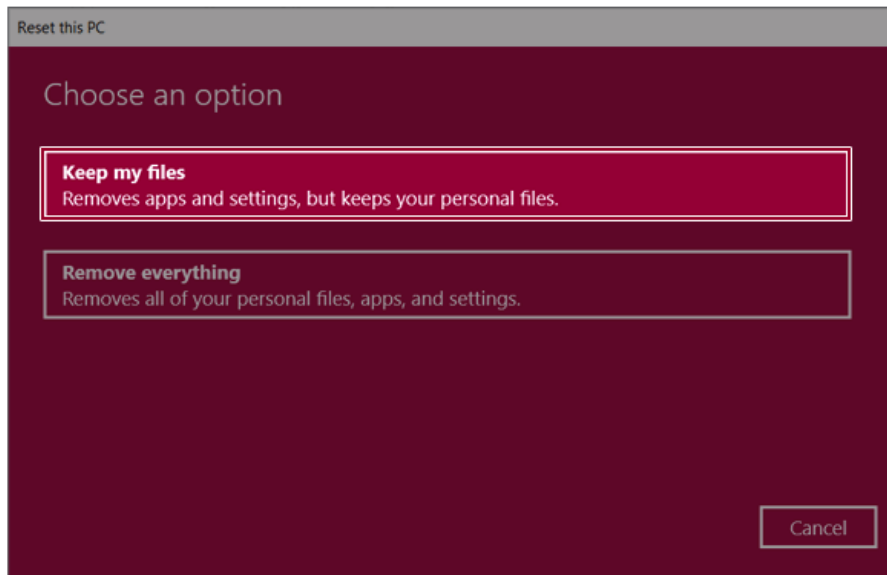 Reset this PC
Choose an option
Keep my files
Removes apps and settings, but keeps your personal files.
Remove everything
Removes all of your personal files, apps, and settings.
Cancel